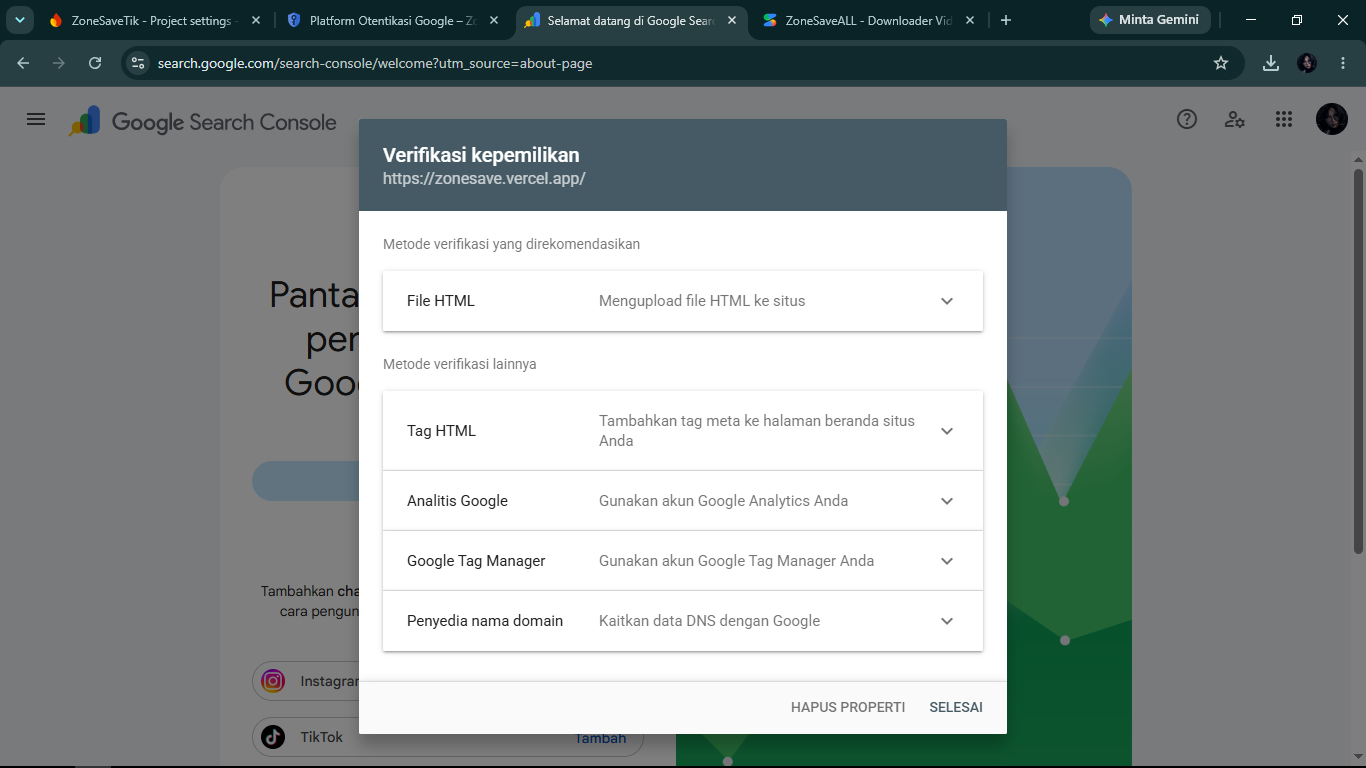 ZoneSaveTik - Project settings -
Platform Otentikasi Google – Zo
Selamat datang di Google Sear
ZoneSaveALL - Downloader Vid
Minta Gemini
search.google.com/search-console/welcome?utm_source=about-page
Google Search Console
Verifikasi kepemilikan
https://zonesave.vercel.app/
Metode verifikasi yang direkomendasikan
File HTML Mengupload file HTML ke situs
Metode verifikasi lainnya
Tag HTML Tambahkan tag meta ke halaman beranda situs
Anda
Analitis Google Gunakan akun Google Analytics Anda
Google Tag Manager Gunakan akun Google Tag Manager Anda
Penyedia nama domain Kaitkan data DNS dengan Google
HAPUS PROPERTI SELESAI
Panta
per
Goo
Tambahkan cha
cara pengun
Instagram
TikTok Tambah